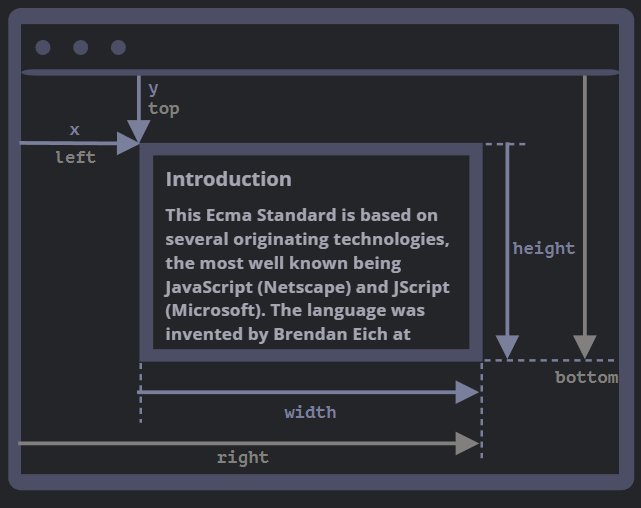 y
top
x
left
Introduction
This Ecma Standard is based on
several originating technologies,
the most well known being
JavaScript (Netscape) and JScript
(Microsoft). The language was
invented by Brendan Eich at
height
bottom
width
right